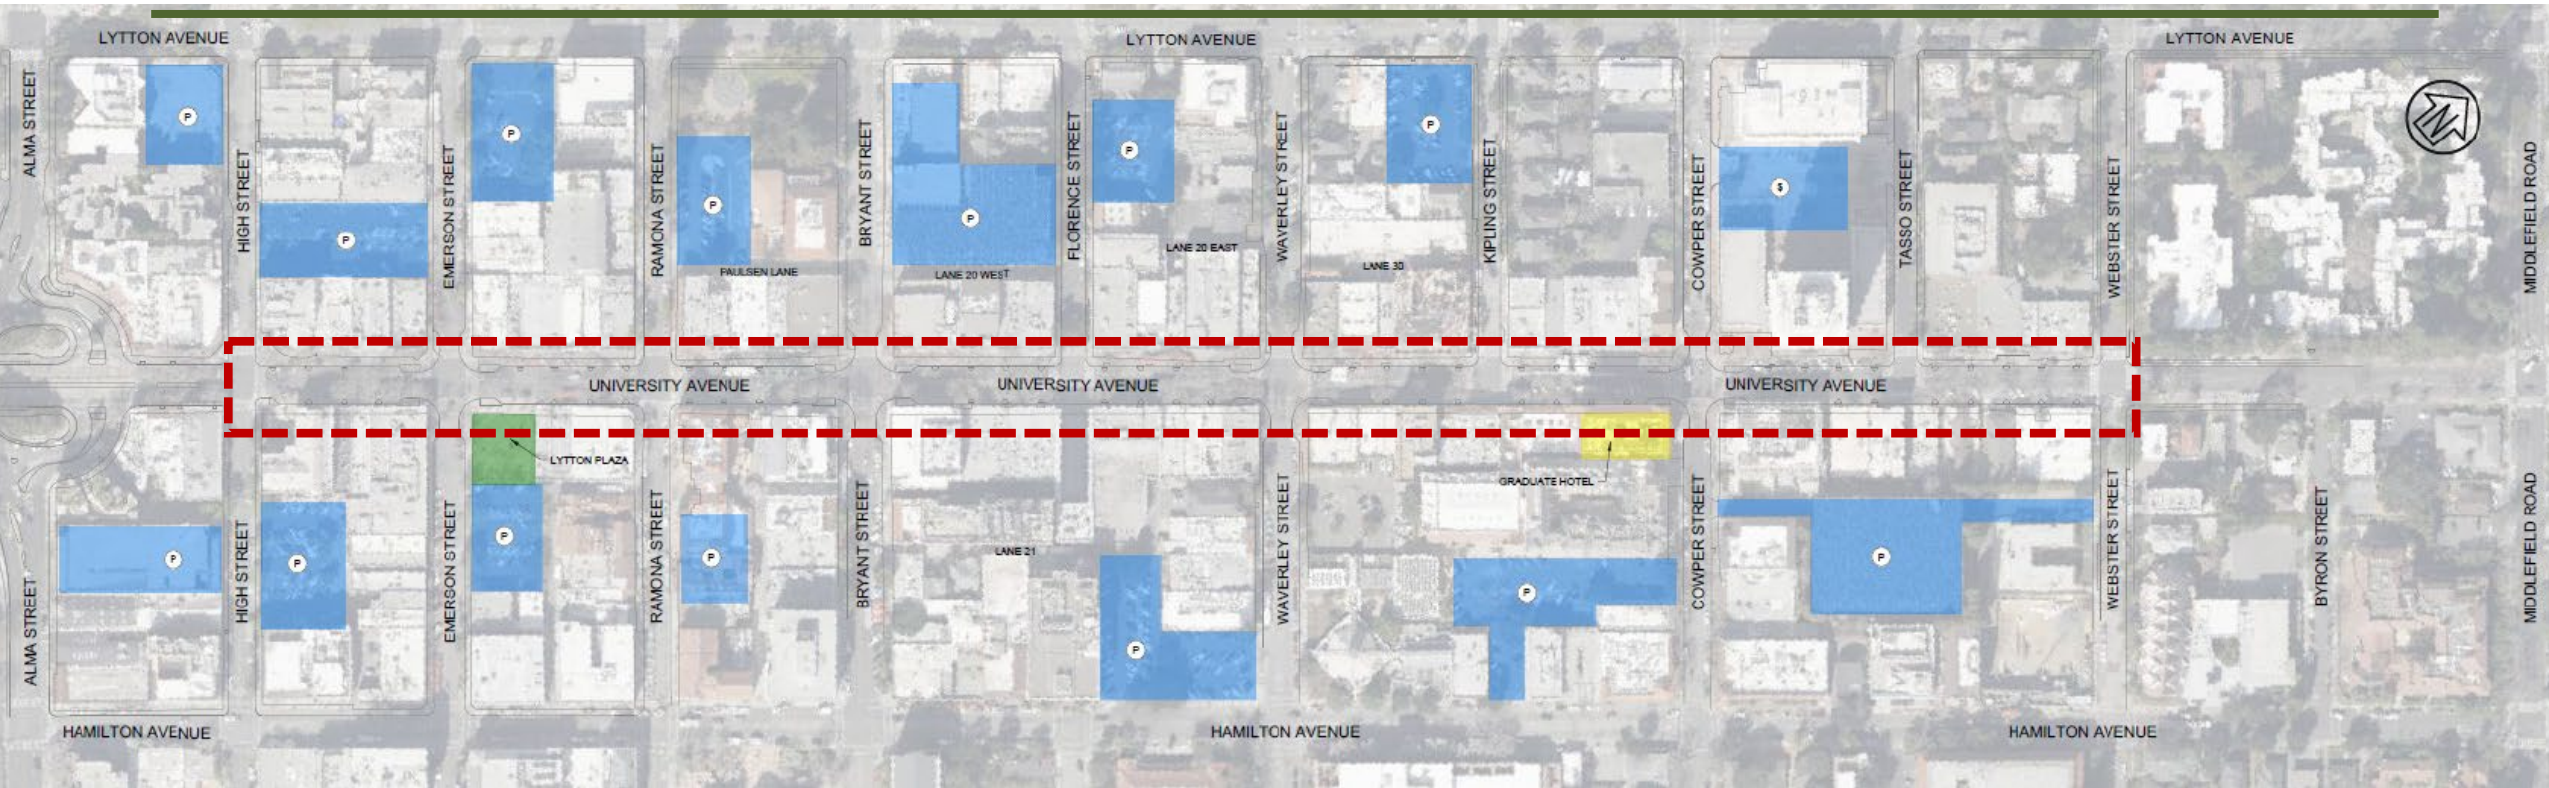 LYTTON AVENUE
LYTTON AVENUE
LYTTON AVENUE
ALMA STREET
HIGH STREET
EMERSON STREET
RAMONA STREET
BRYANT STREET
FLORENCE STREET
WAVERLEY STREET
KIPLING STREET
COWPER STREET
TASSO STREET
WEBSTER STREET
MIDDLEFIELD ROAD
P
P
P
P
P
P
P
$
N
PAULSEN LANE
LANE 20 WEST
LANE 20 EAST
LANE 30
UNIVERSITY AVENUE
UNIVERSITY AVENUE
UNIVERSITY AVENUE
LYTTON PLAZA
GRADUATE HOTEL
LANE 21
ALMA STREET
HIGH STREET
EMERSON STREET
RAMONA STREET
BRYANT STREET
WAVERLEY STREET
COWPER STREET
WEBSTER STREET
BYRON STREET
MIDDLEFIELD ROAD
P
P
P
P
P
P
P
HAMILTON AVENUE
HAMILTON AVENUE
HAMILTON AVENUE